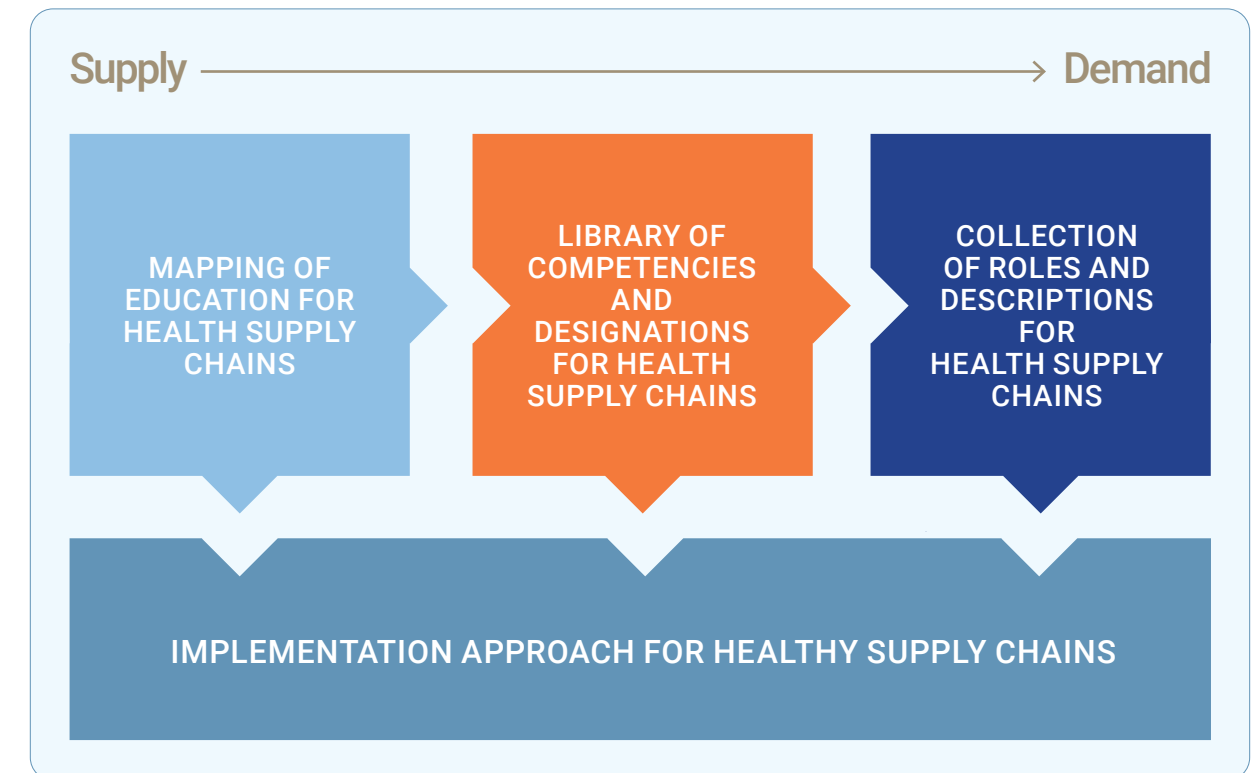 Supply
Demand
MAPPING OF
EDUCATION FOR
HEALTH SUPPLY
CHAINS
LIBRARY OF
COMPETENCIES
AND
DESIGNATIONS
FOR HEALTH
SUPPLY CHAINS
COLLECTION
OF ROLES AND
DESCRIPTIONS
FOR
HEALTH SUPPLY
CHAINS
IMPLEMENTATION APPROACH FOR HEALTHY SUPPLY CHAINS